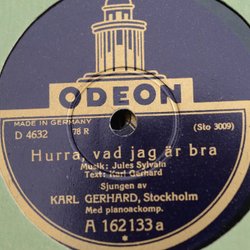 ODEON
MADE IN GERMANY
D 4632
78 R
(Sto 3009)
Hurra, vad jag är bra
Musik: Jules Sylvain
Text: Karl Gerhard
Sjungen av
KARL GERHARD, Stockholm
Med pianoackomp.
A 162133 a